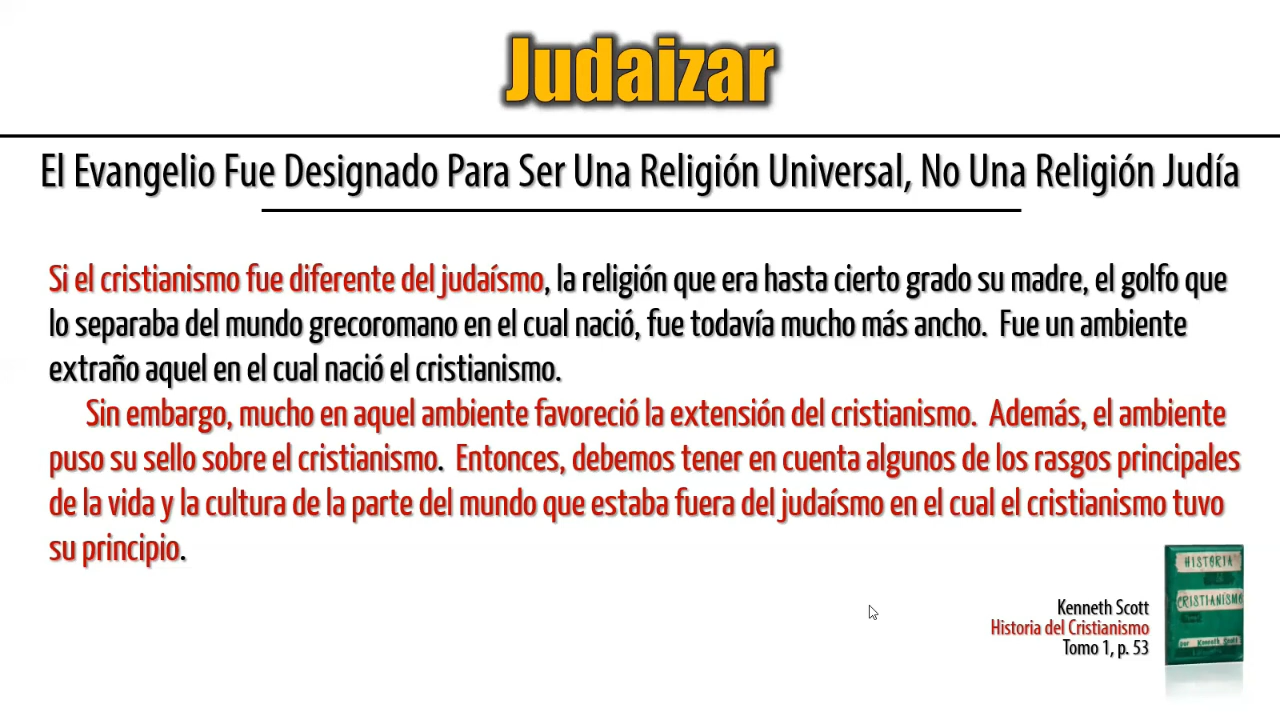 Judaizar
El Evangelio Fue Designado Para Ser Una Religión Universal, No Una Religión Judía
Si el cristianismo fue diferente del judaísmo, la religión que era hasta cierto grado su madre, el golfo que
lo separaba del mundo grecoromano en el cual nació, fue todavía mucho más ancho. Fue un ambiente
extraño aquel en el cual nació el cristianismo.
Sin embargo, mucho en aquel ambiente favoreció la extensión del cristianismo. Además, el ambiente
puso su sello sobre el cristianismo. Entonces, debemos tener en cuenta algunos de los rasgos principales
de la vida y la cultura de la parte del mundo que estaba fuera del judaísmo en el cual el cristianismo tuvo
su principio.
Kenneth Scott
Historia del Cristianismo
Tomo 1, p. 53
HISTORIA
CRISTIANISMO
por Kenneth Scott